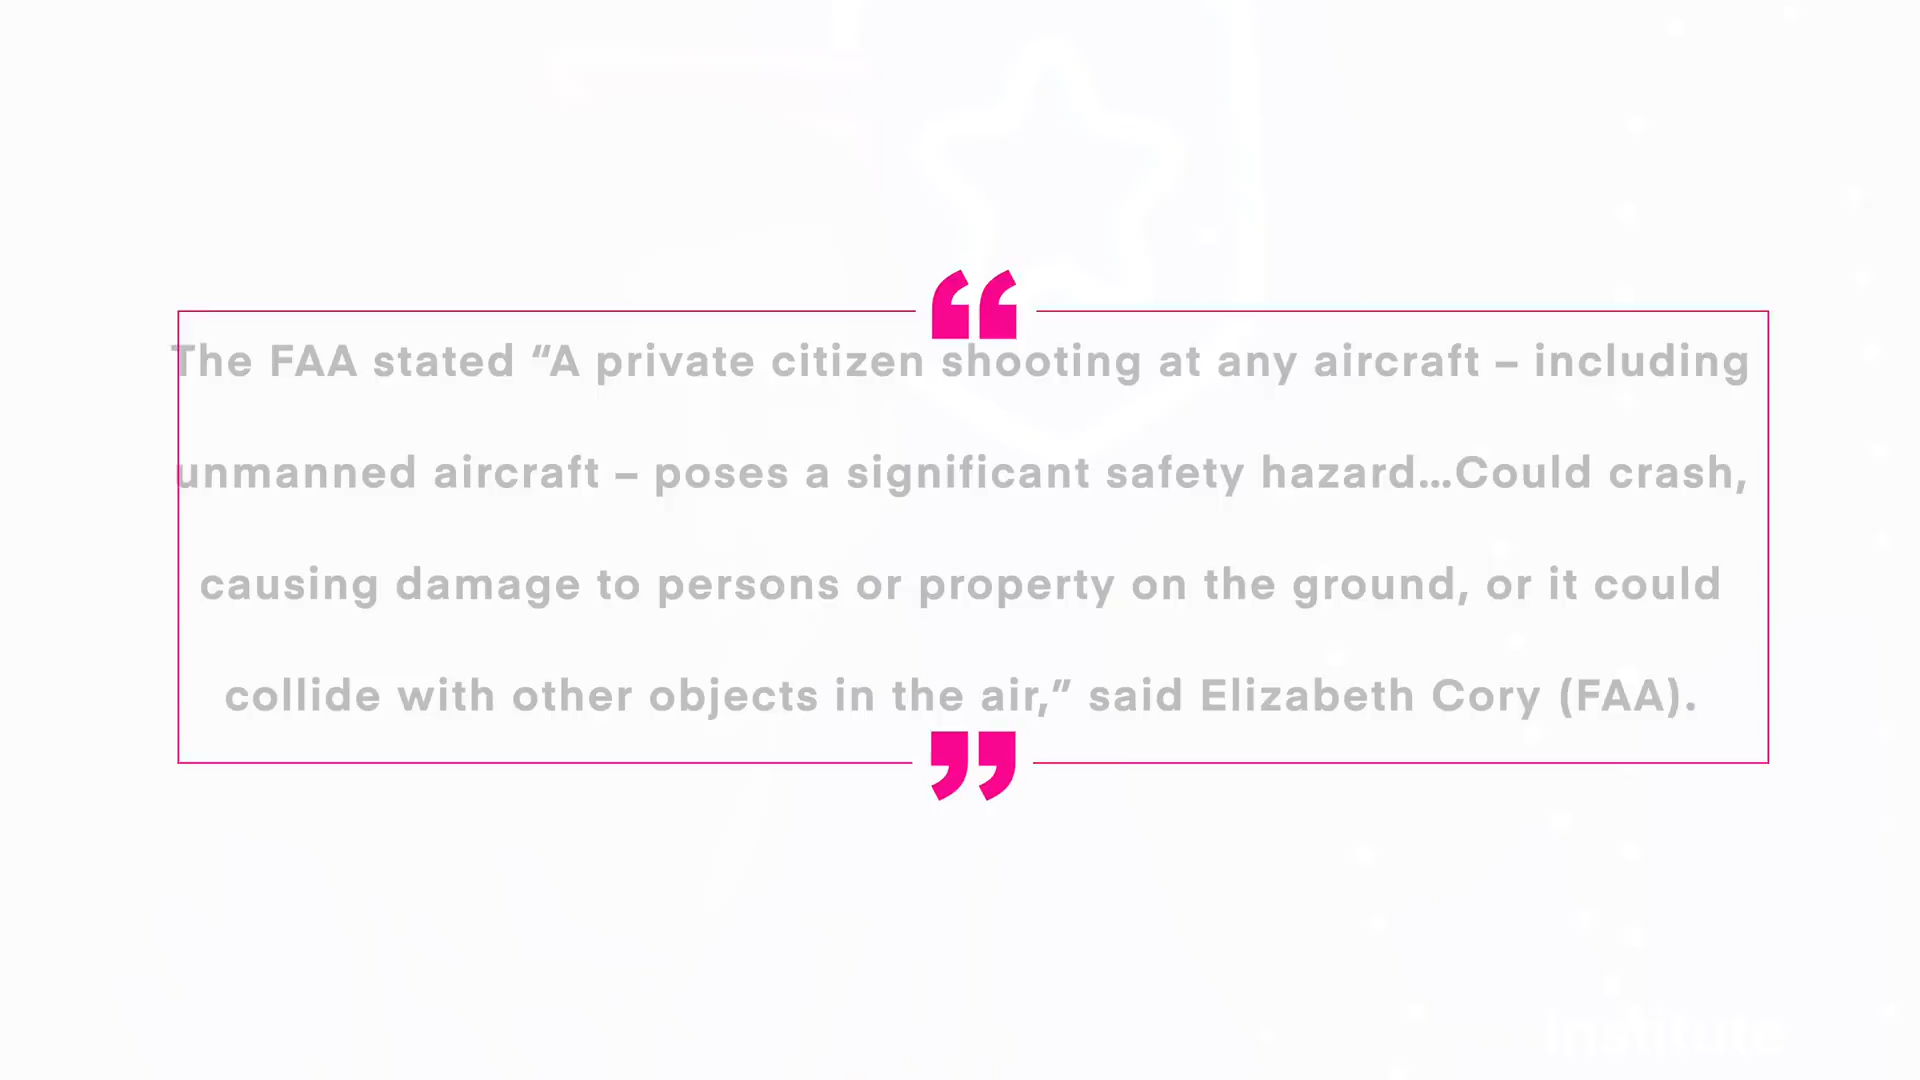 The FAA stated “A private citizen shooting at any aircraft – including
unmanned aircraft – poses a significant safety hazard...Could crash,
causing damage to persons or property on the ground, or it could
collide with other objects in the air,” said Elizabeth Cory (FAA).
institute